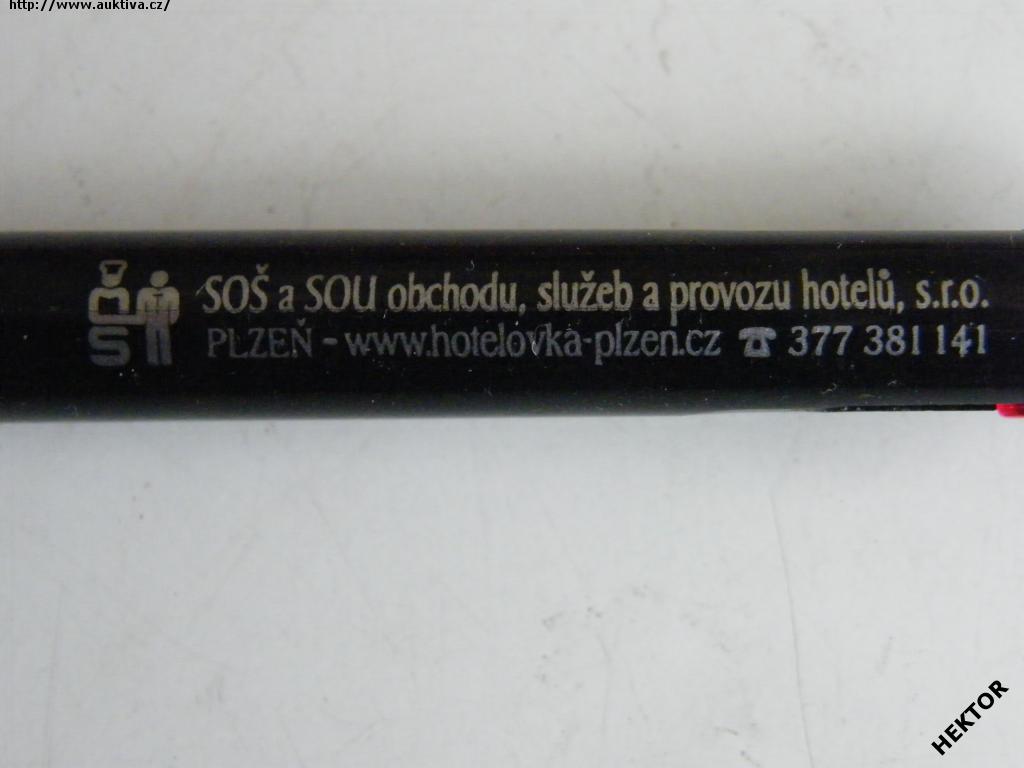 http://www.auktiva.cz/
SOŠ a SOU obchodu, služeb a provozu hotelů, s.r.o.
PLZEŇ - www.hotelovka-plzen.cz ☎ 377 381 141
HEKTOR